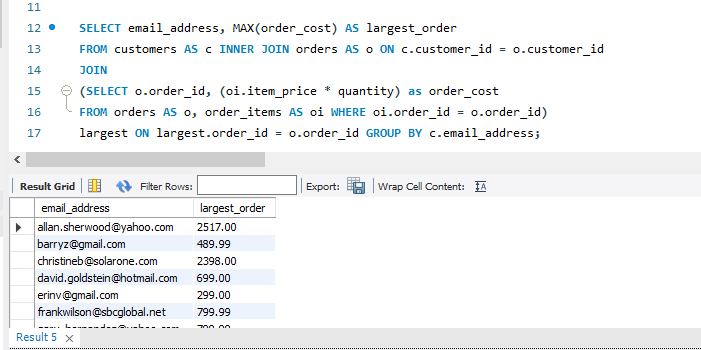 11
12 SELECT email_address, MAX(order_cost) AS largest_order
13 FROM customers AS c INNER JOIN orders AS o ON c.customer_id = o.customer_id
14 JOIN
15 (SELECT o.order_id, (oi.item_price * quantity) as order_cost
16 FROM orders AS o, order_items AS oi WHERE oi.order_id = o.order_id)
17 largest ON largest.order_id = o.order_id GROUP BY c.email_address;
Result Grid Filter Rows: Export: Wrap Cell Content:
email_address largest_order
allan.sherwood@yahoo.com 2517.00
barryz@gmail.com 489.99
christineb@solarone.com 2398.00
david.goldstein@hotmail.com 699.00
erinv@gmail.com 299.00
frankwilson@sbcglobal.net 799.99
Result 5